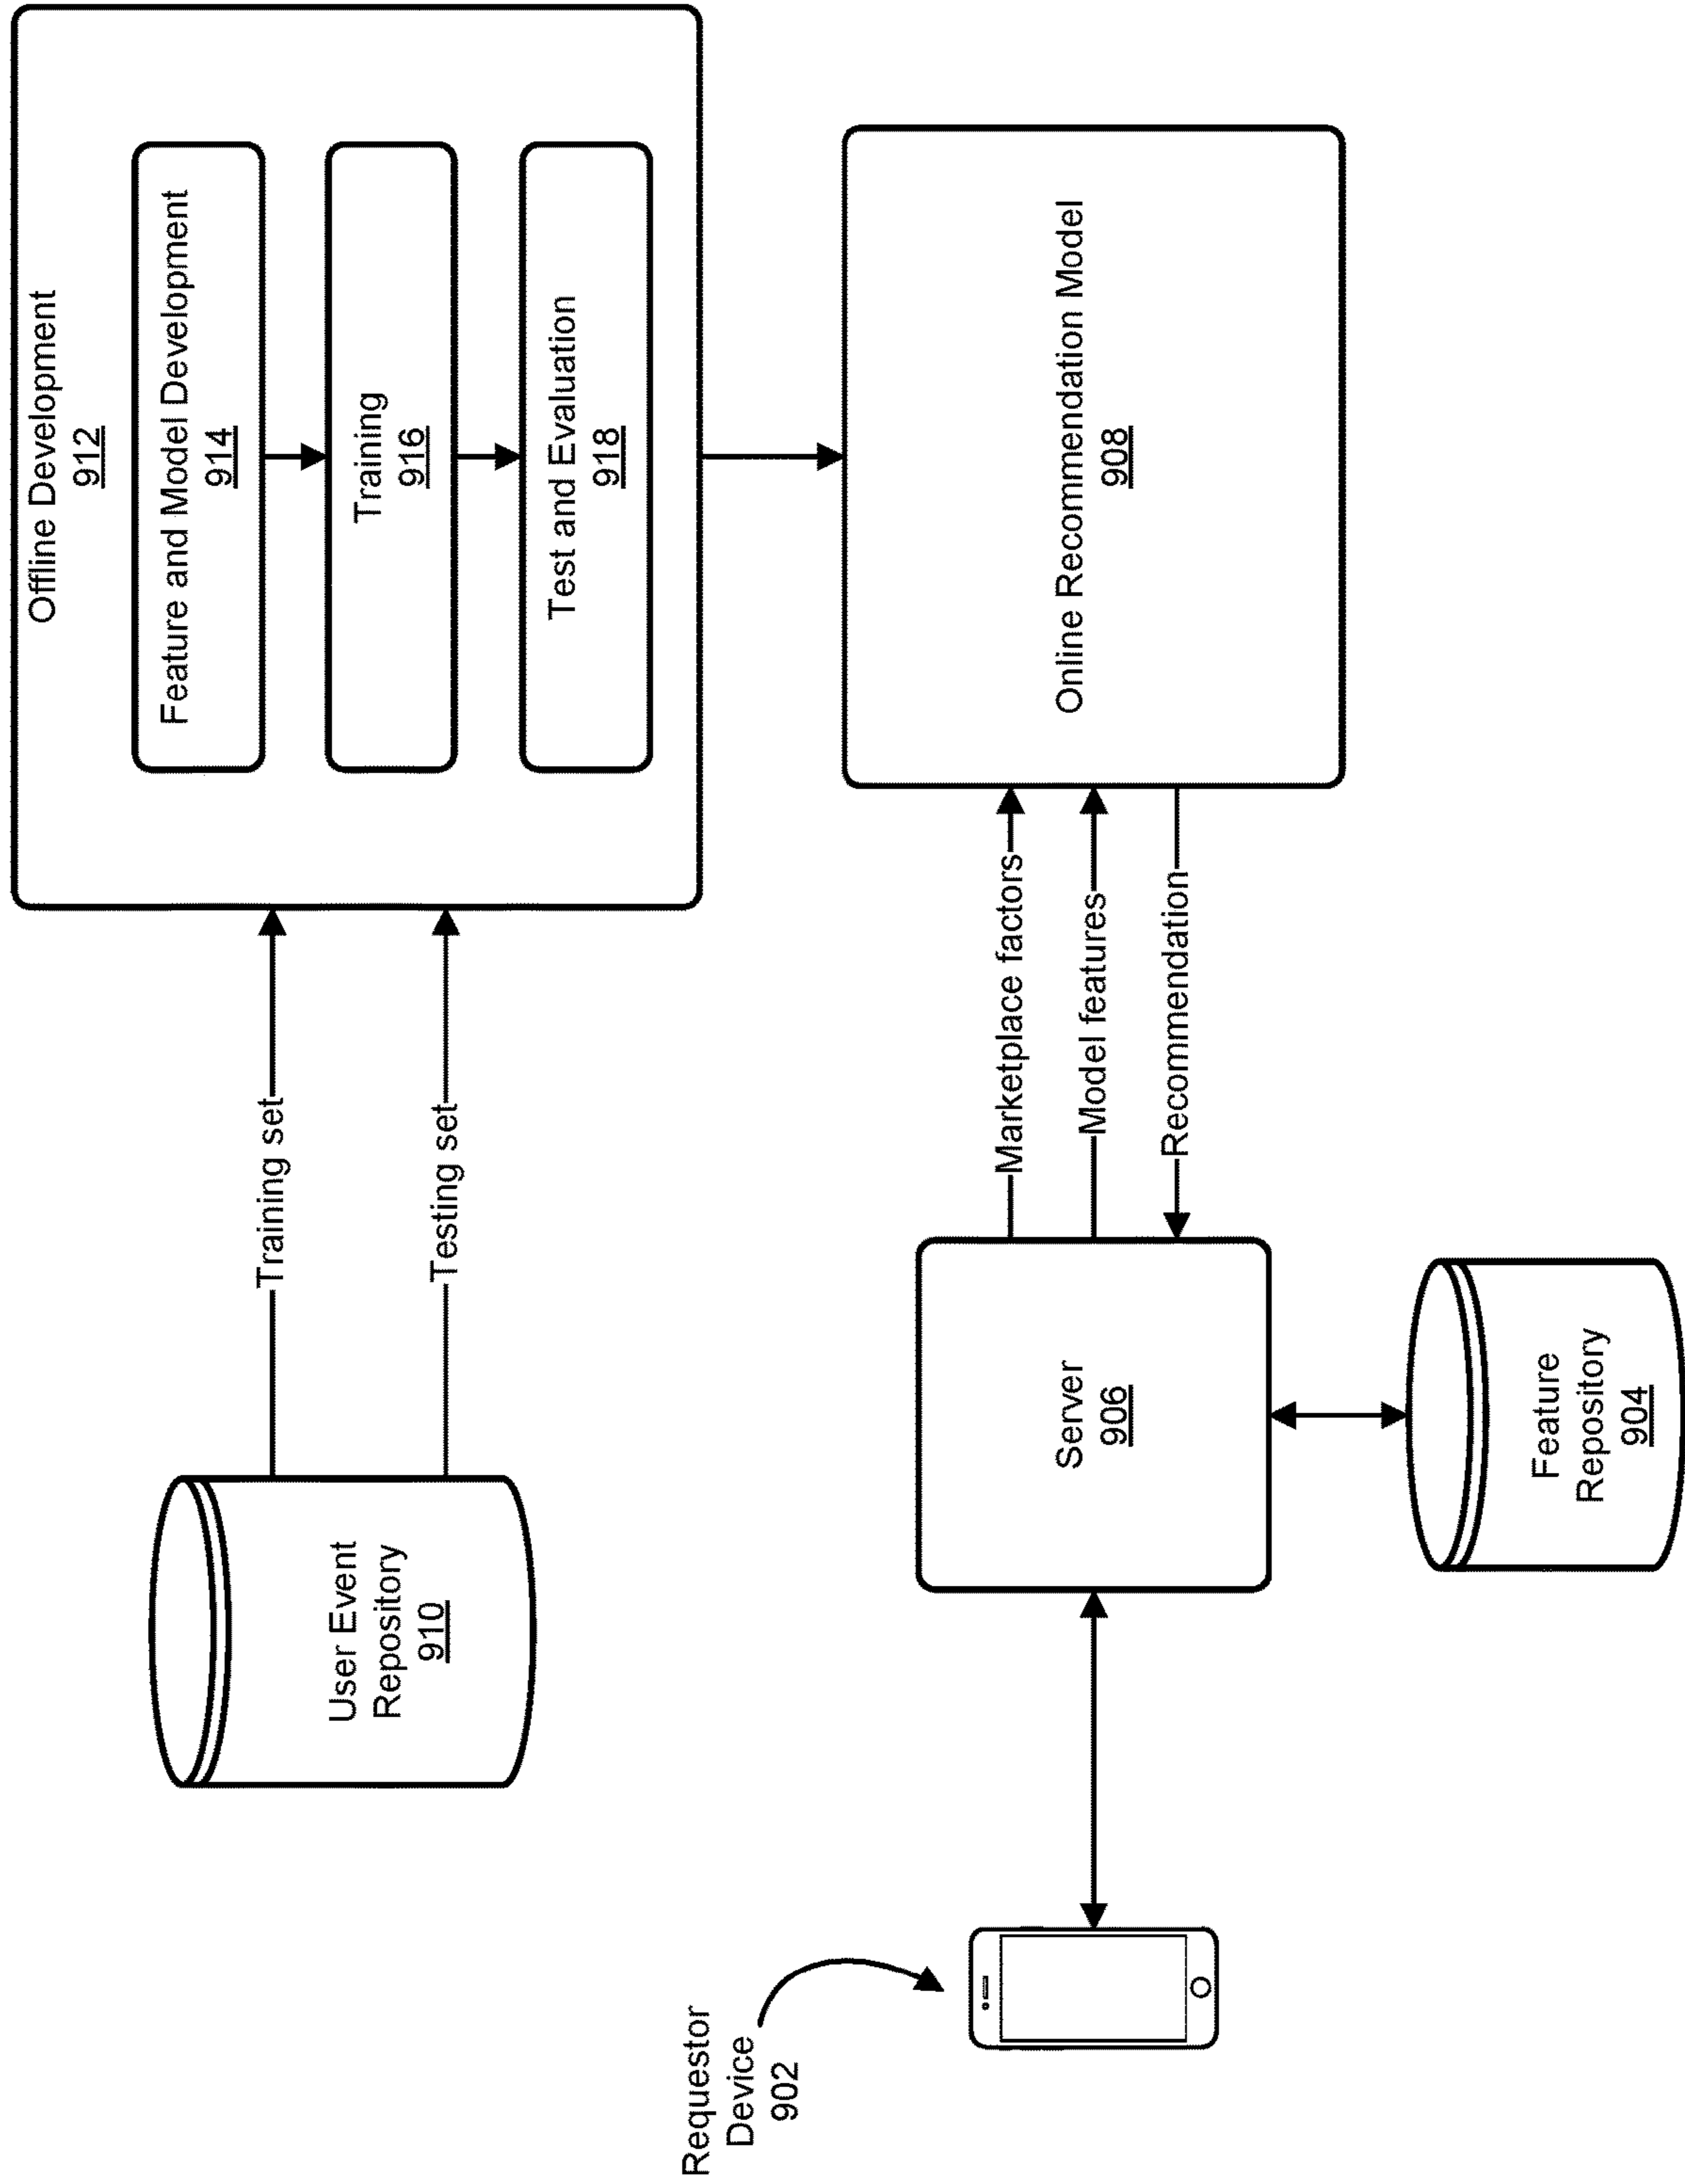 Offline Development
912
Feature and Model Development
914
Training
916
Test and Evaluation
918
User Event
Repository
910
Training set
Testing set
Requestor
Device
902
Server
906
Marketplace factors
Model features
Recommendation
Online Recommendation Model
908
Feature
Repository
904